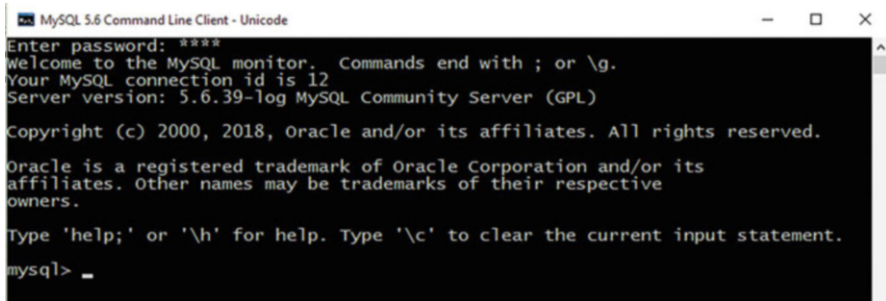 MySQL 5.6 Command Line Client - Unicode
Enter password: ****
Welcome to the MySQL monitor.  Commands end with ; or \g.
Your MySQL connection id is 12
Server version: 5.6.39-log MySQL Community Server (GPL)
Copyright (c) 2000, 2018, Oracle and/or its affiliates. All rights reserved.
Oracle is a registered trademark of Oracle Corporation and/or its
affiliates. Other names may be trademarks of their respective
owners.
Type 'help;' or '\h' for help. Type '\c' to clear the current input statement.
mysql> _